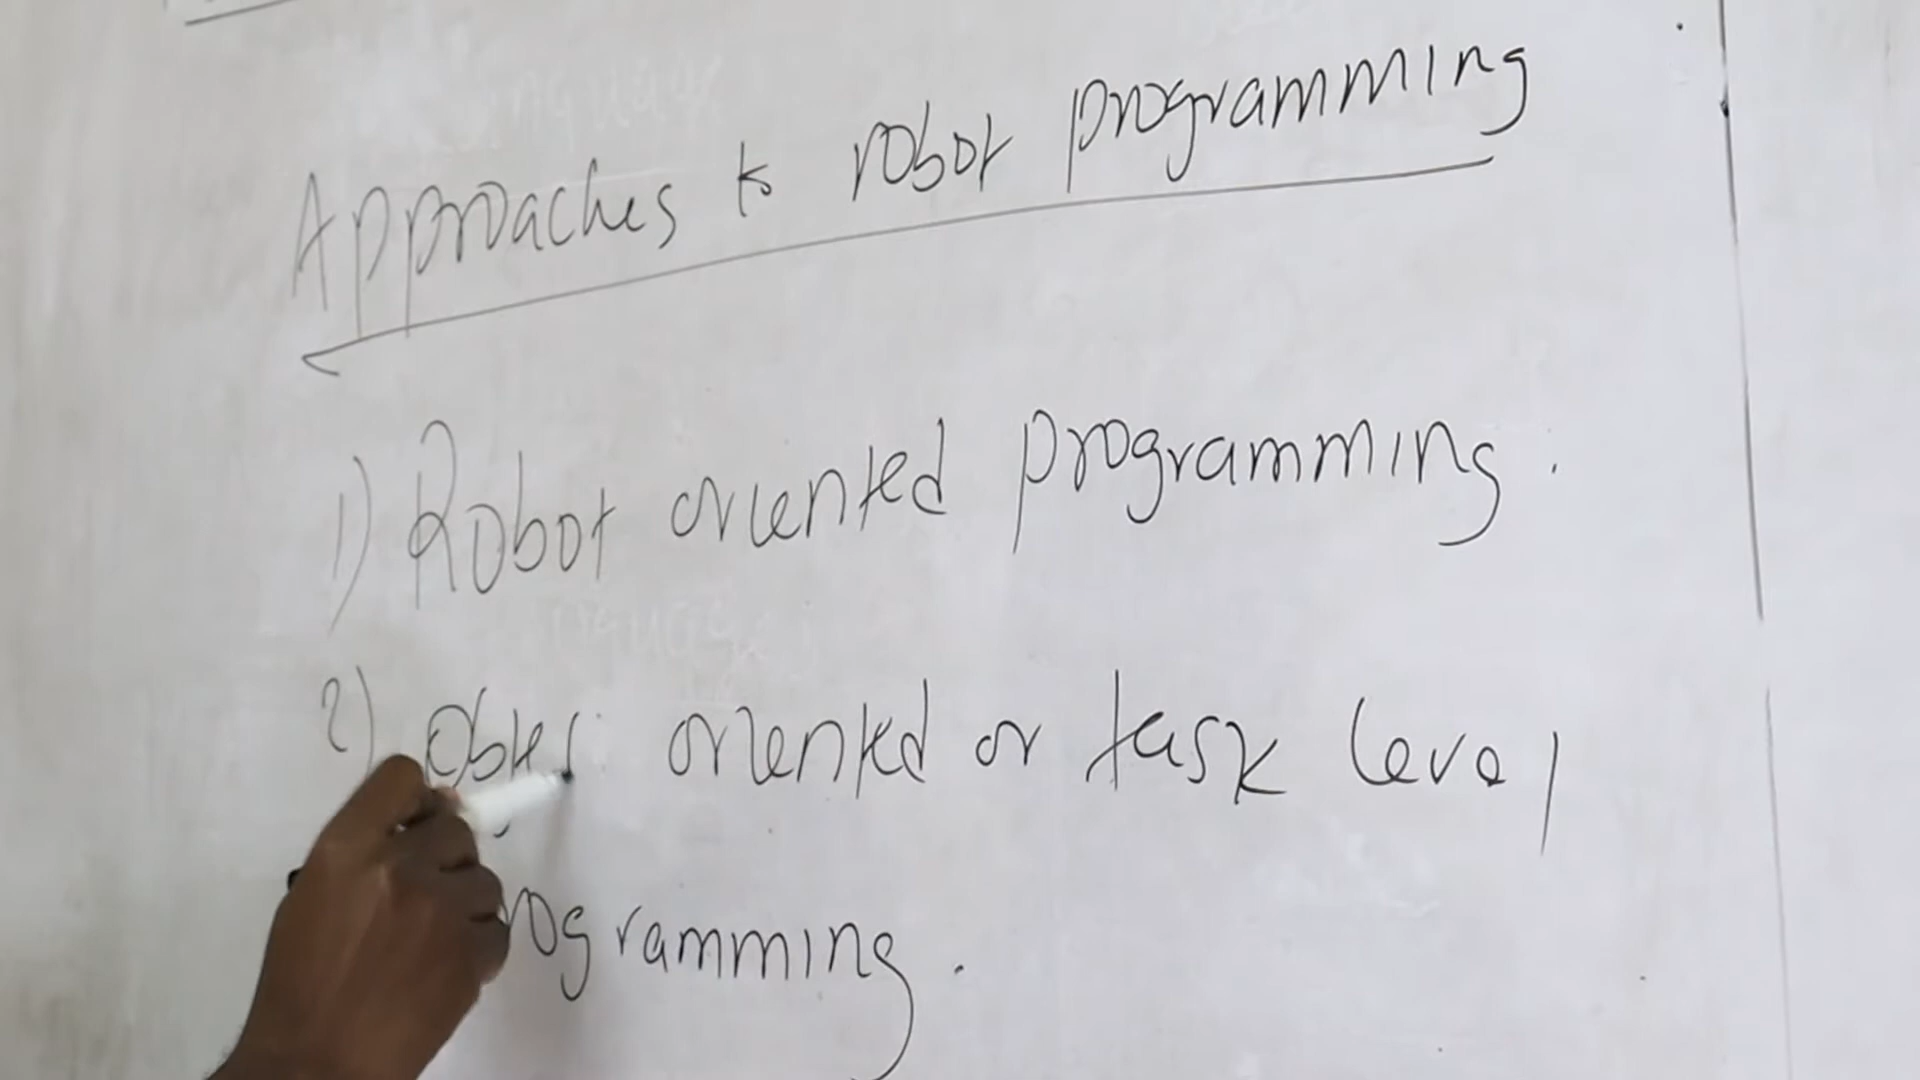 Approaches to robot programming
1) Robot oriented programming.
2) oriented or task level
programming.